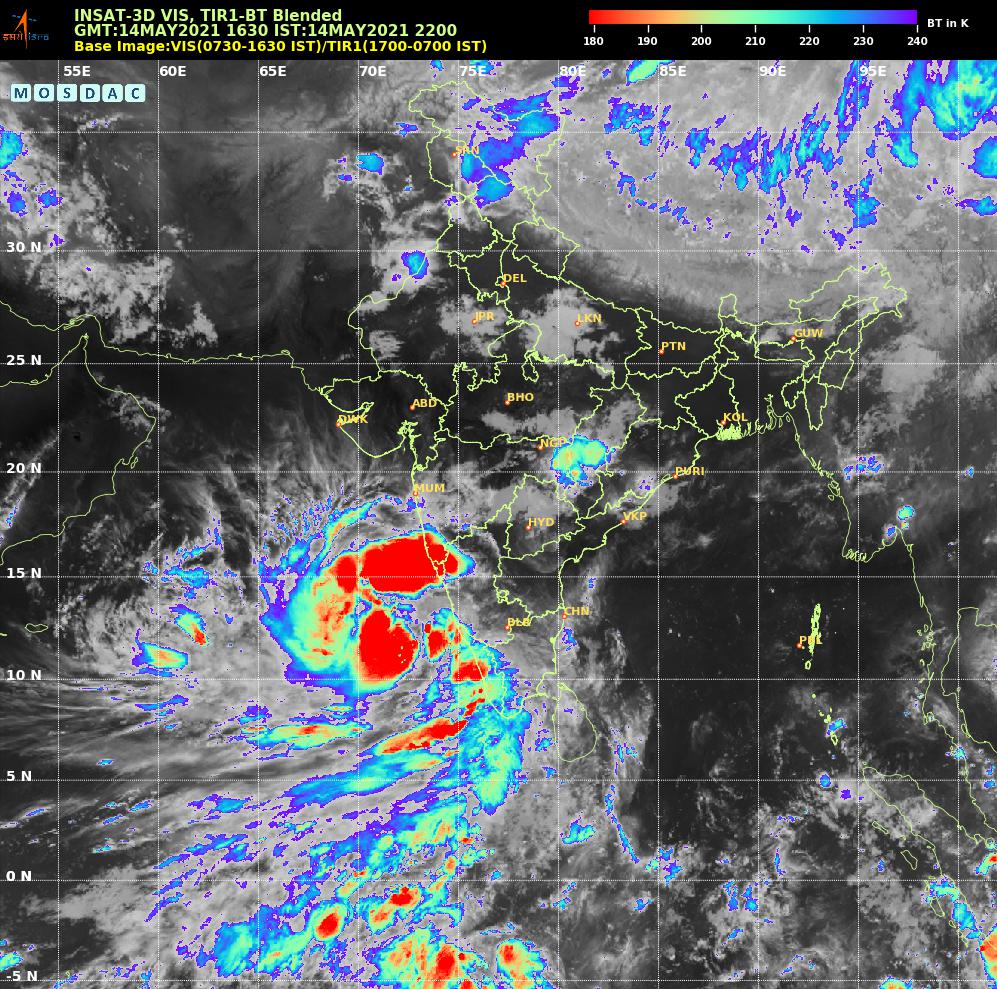 INSAT-3D VIS, TIR1-BT Blended
GMT:14MAY2021 1630 IST:14MAY2021 2200
Base Image:VIS(0730-1630 IST)/TIR1(1700-0700 IST)
BT in K
180 190 200 210 220 230 240
55E 60E 65E 70E 75E 80E 85E 90E 95E
M O S D A C
SRN
30 N
DEL
JPR LKN
GUW
PTN
25 N
ABD BHO
DWK KOL
NGP
20 N
PURI
MUM
HYD VKP
15 N
BLB CHN
PBL
10 N
5 N
0 N
-5 N